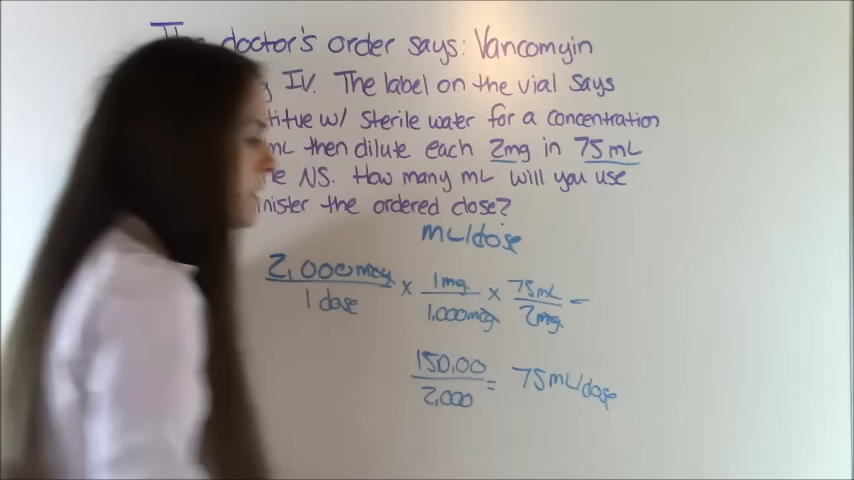 doctor's order says: Vancomyin
g IV. The label on the vial says
titue w/ sterile water for a concentration
mL then dilute each 2mg in 75mL
NS. How many mL will you use
nister the ordered dose?
mL/dose
2,000mcg / 1 dose x 1mg / 1,000mcg x 75mL / 2mg =
150,00 / 2,000 = 75mL/dose